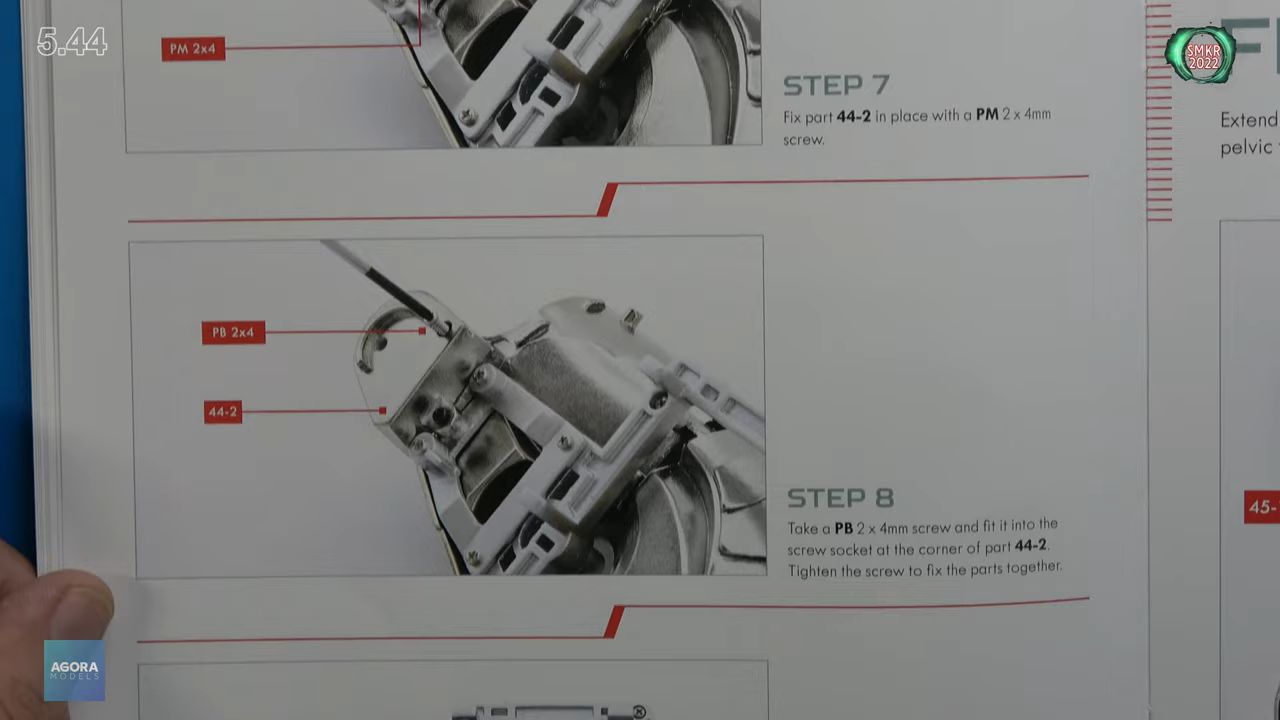 5.44
PM 2x4
STEP 7
Fix part 44-2 in place with a PM 2 x 4mm
screw.
PB 2x4
44-2
STEP 8
Take a PB 2 x 4mm screw and fit it into the
screw socket at the corner of part 44-2.
Tighten the screw to fix the parts together.
SMKR
2022
Extend
pelvic
45-
AGORA
MODELS